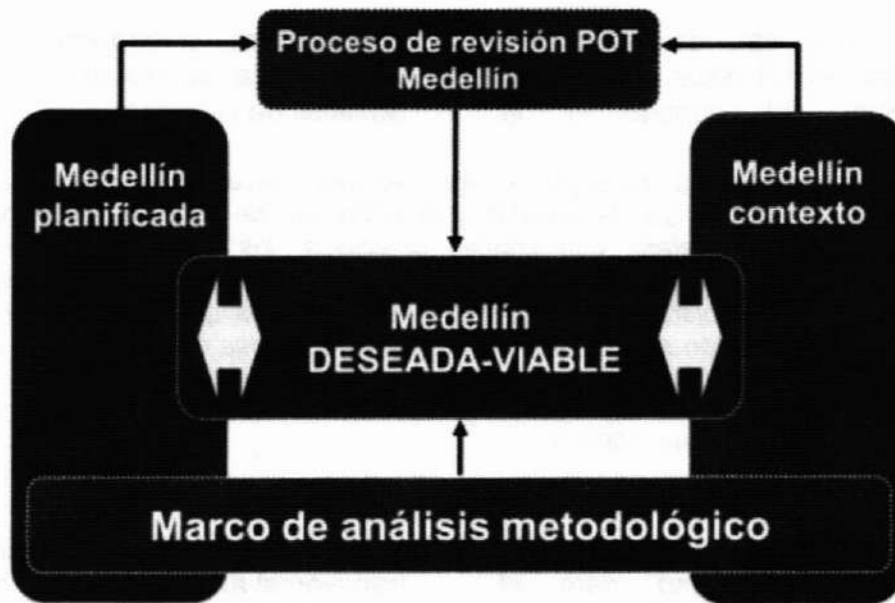 Proceso de revisión POT
Medellín
Medellín
planificada
Medellín
contexto
Medellín
DESEADA-VIABLE
Marco de análisis metodológico